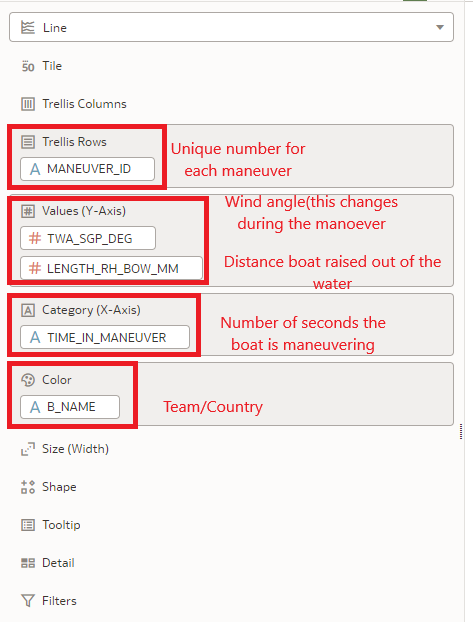 Line
50 Tile
Trellis Columns
Trellis Rows
A MANEUVER_ID
Unique number for
each maneuver
Values (Y-Axis)
# TWA_SGP_DEG
# LENGTH_RH_BOW_MM
Wind angle(this changes
during the manoever
Distance boat raised out of the
water
A Category (X-Axis)
A TIME_IN_MANEUVER
Number of seconds the
boat is maneuvering
Color
A B_NAME
Team/Country
Size (Width)
Shape
Tooltip
Detail
Filters